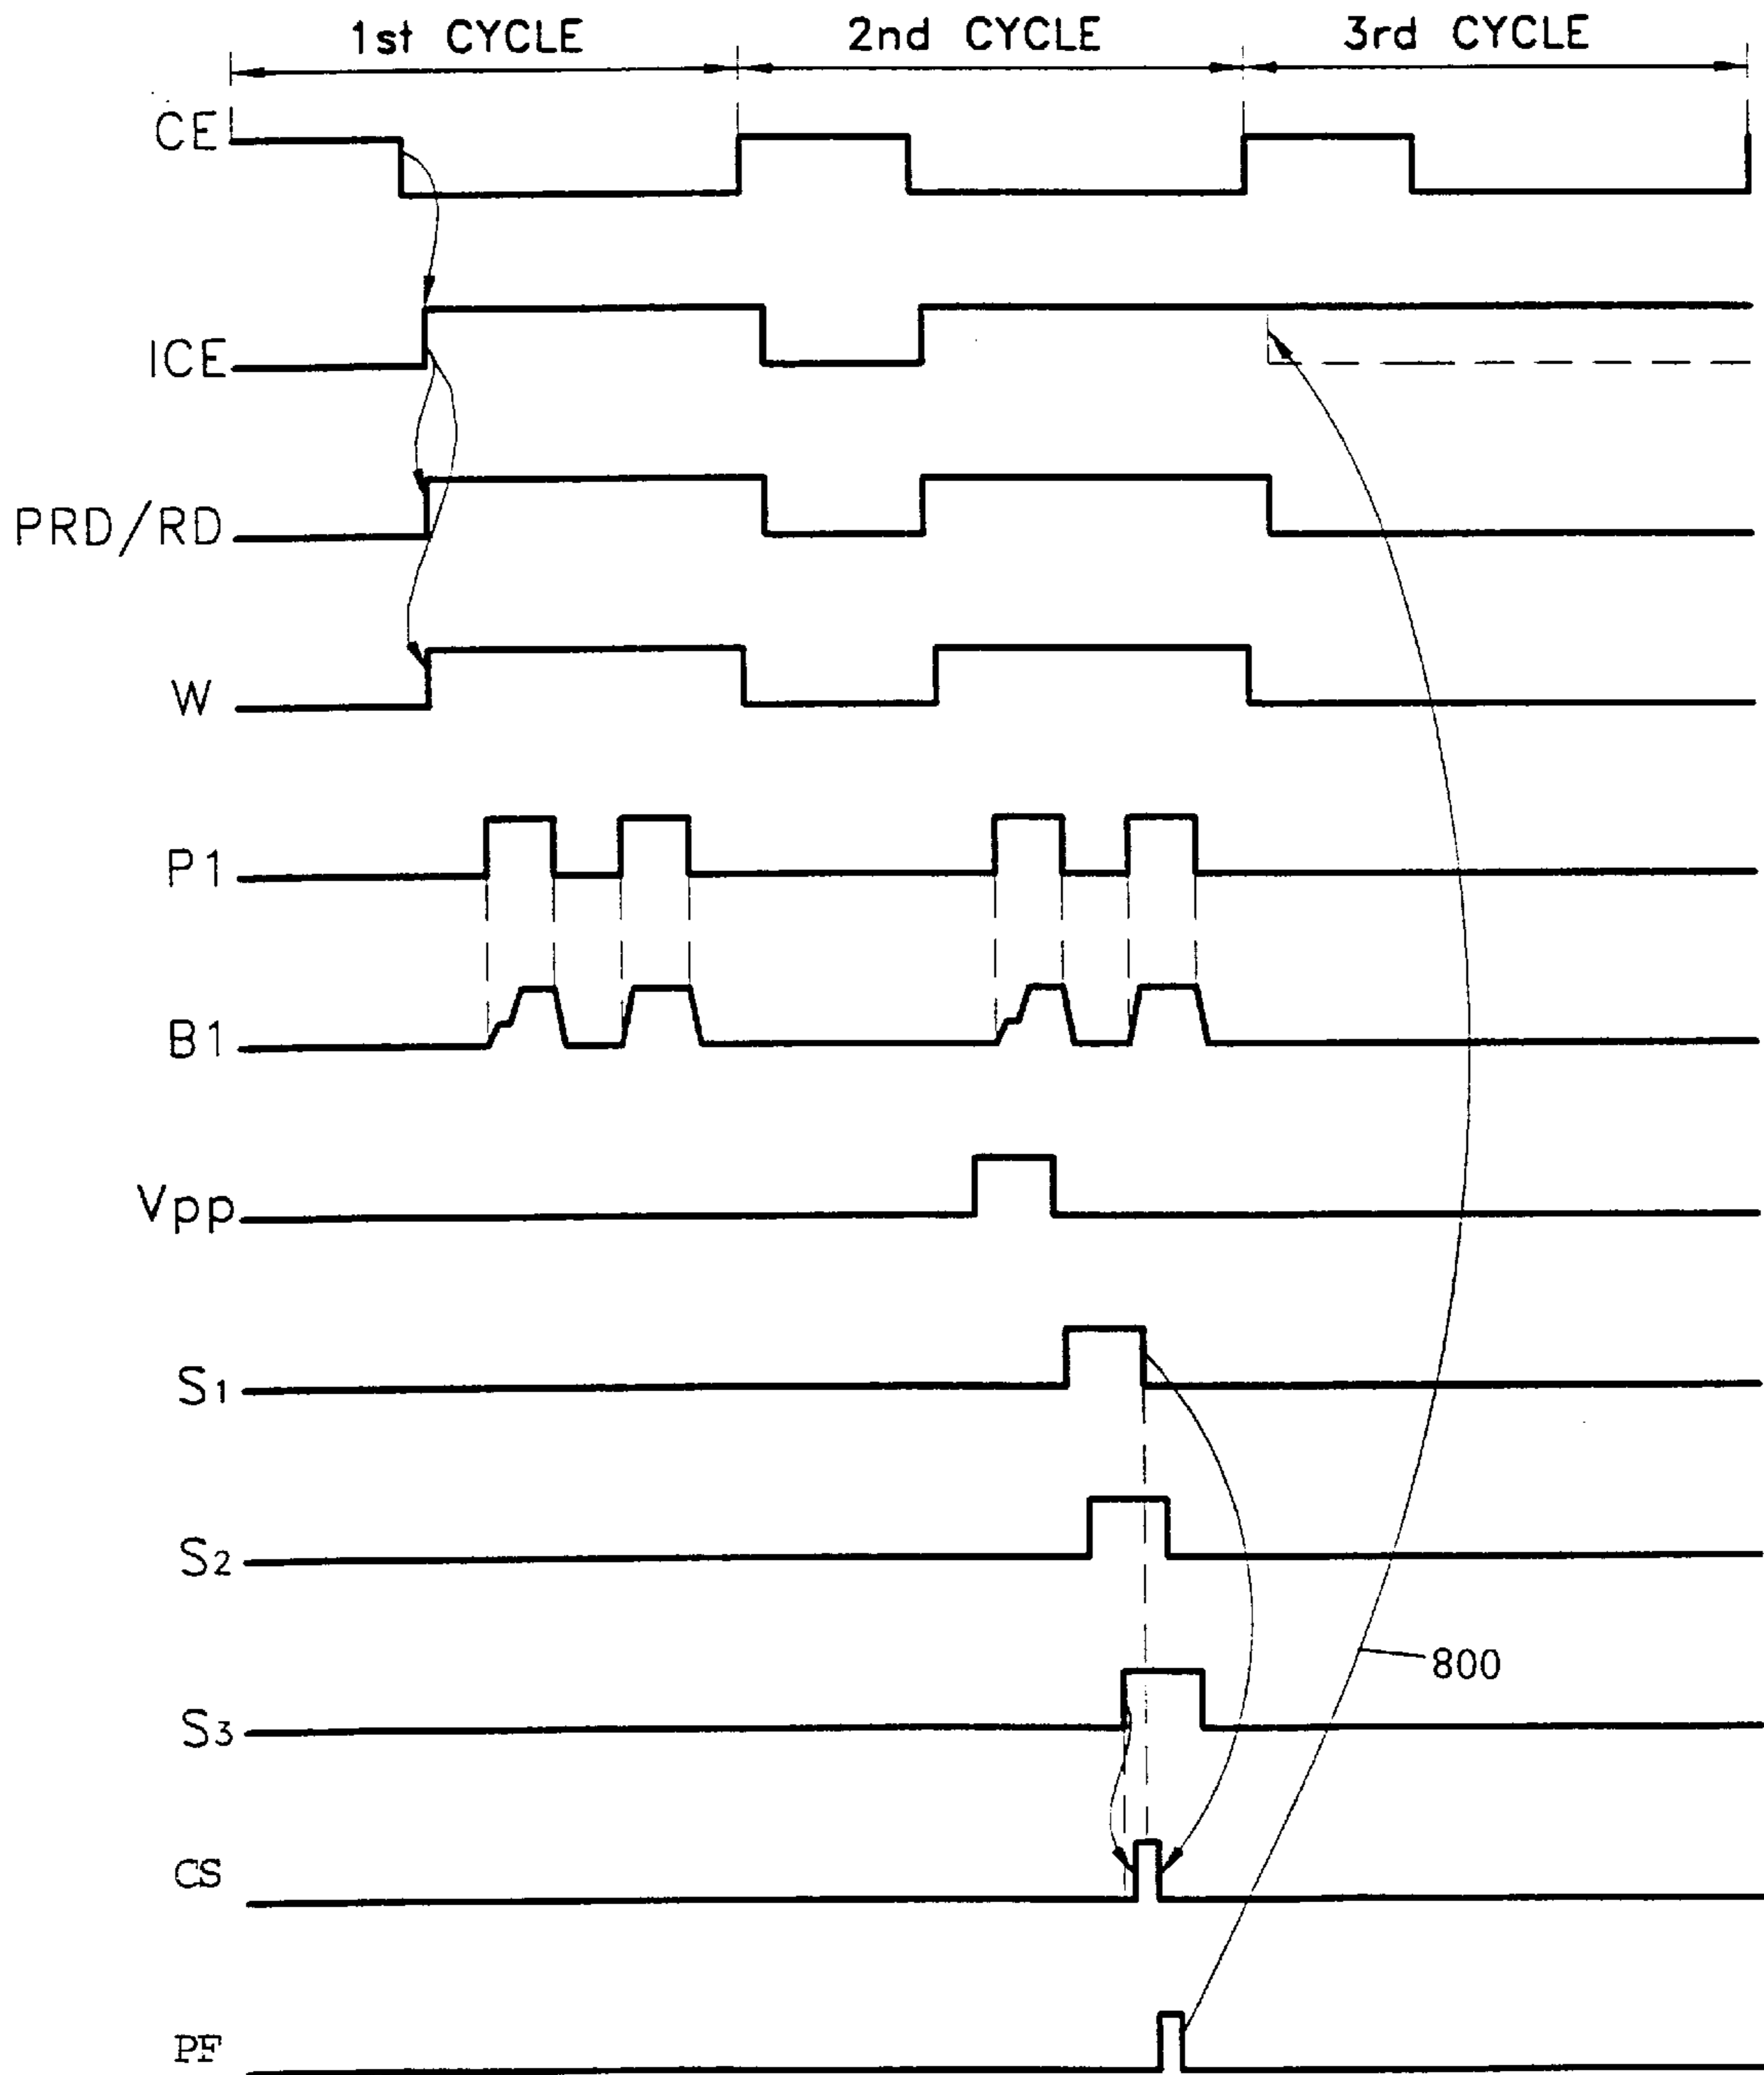 1st CYCLE 2nd CYCLE 3rd CYCLE
CE
ICE
PRD/RD
W
P1
B1
Vpp
S1
S2
800
S3
CS
PF